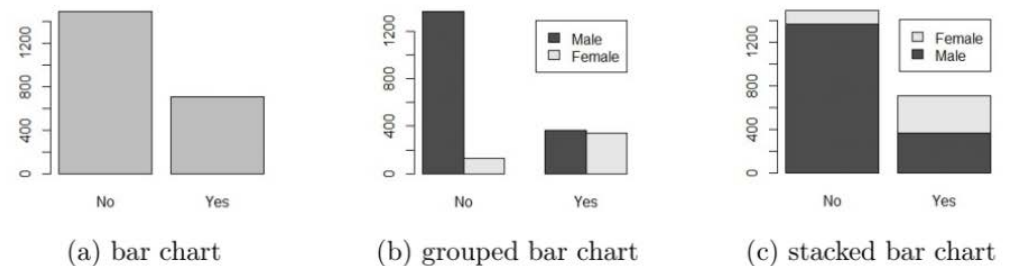 1200
800
400
0
No Yes
(a) bar chart
1200
800
400
0
Male
Female
No Yes
(b) grouped bar chart
1200
800
400
0
Female
Male
No Yes
(c) stacked bar chart